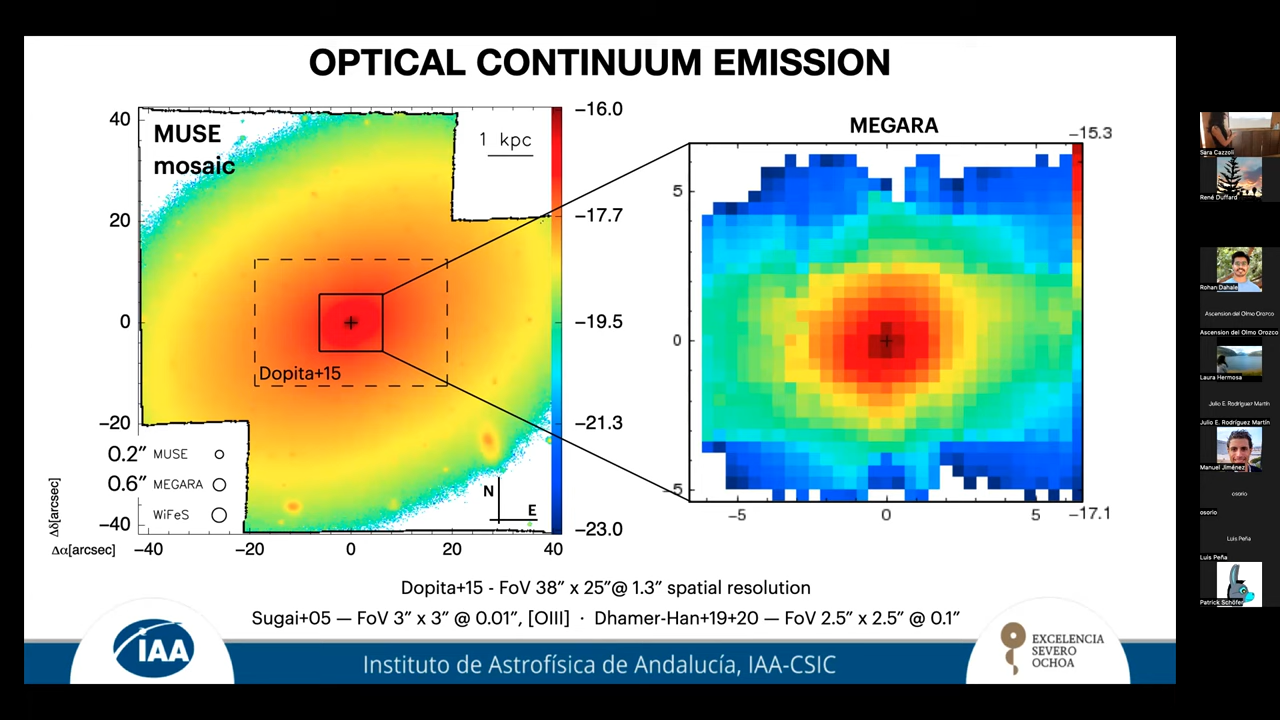 OPTICAL CONTINUUM EMISSION
MUSE
mosaic
1 kpc
40
20
0
−20
−40
Dopita+15
0.2” MUSE
0.6” MEGARA
WiFeS
N
E
Δδ[arcsec]
Δα[arcsec]
−40
−20
0
20
40
−16.0
−17.7
−19.5
−21.3
−23.0
MEGARA
−15.3
5
0
−5
−5
0
5
−17.1
Dopita+15 - FoV 38” x 25”@ 1.3” spatial resolution
Sugai+05 — FoV 3” x 3” @ 0.01”, [OIII] · Dhamer-Han+19+20 — FoV 2.5” x 2.5” @ 0.1”
IAA
Instituto de Astrofísica de Andalucía, IAA-CSIC
EXCELENCIA
SEVERO
OCHOA
Sara Cazzoli
René Duffard
Rohan Dahale
Ascension del Olmo Orozco
Ascension del Olmo Orozco
Laura Hermosa
Julio E. Rodríguez Martín
Julio E. Rodríguez Martín
Manuel Jiménez
osorio
osorio
Luis Peña
Luis Peña
Patrick Schöfer